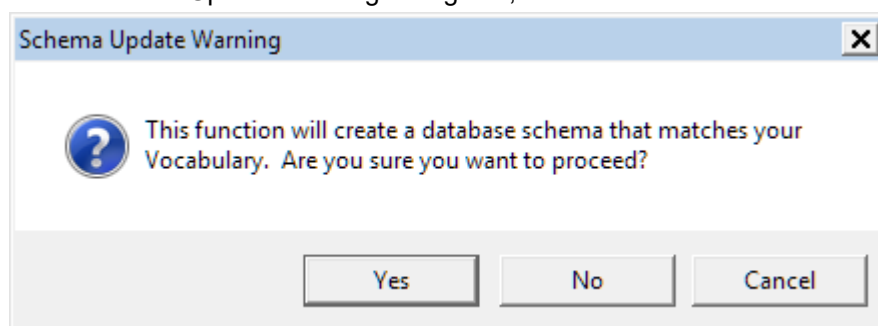 Schema Update Warning
This function will create a database schema that matches your
Vocabulary.  Are you sure you want to proceed?
Yes
No
Cancel